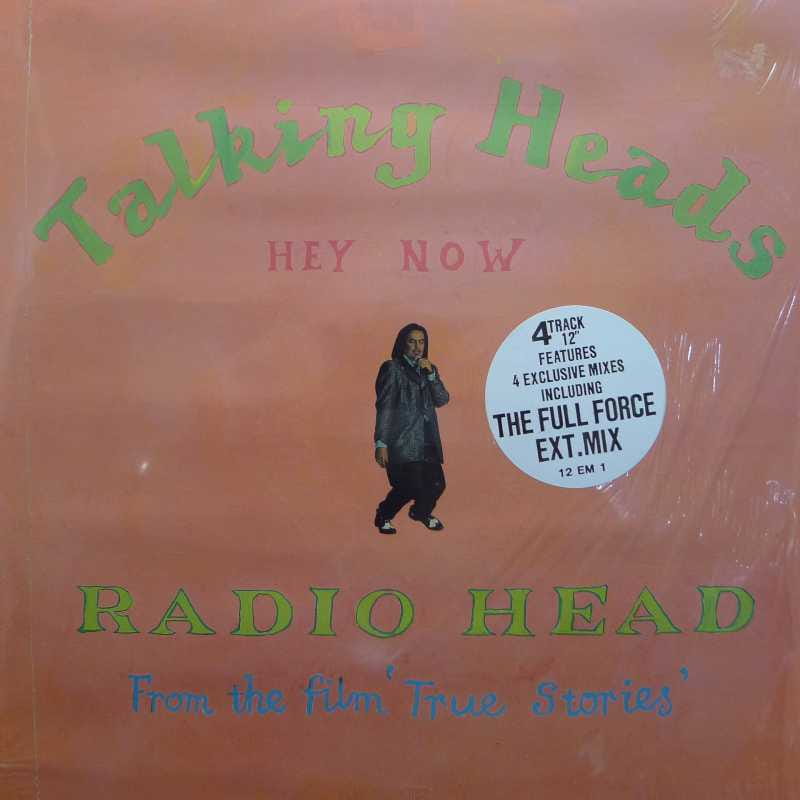 Talking Heads
HEY NOW
4 TRACK
12"
FEATURES
4 EXCLUSIVE MIXES
INCLUDING
THE FULL FORCE
EXT.MIX
12 EM 1
RADIO HEAD
From the film 'True Stories'